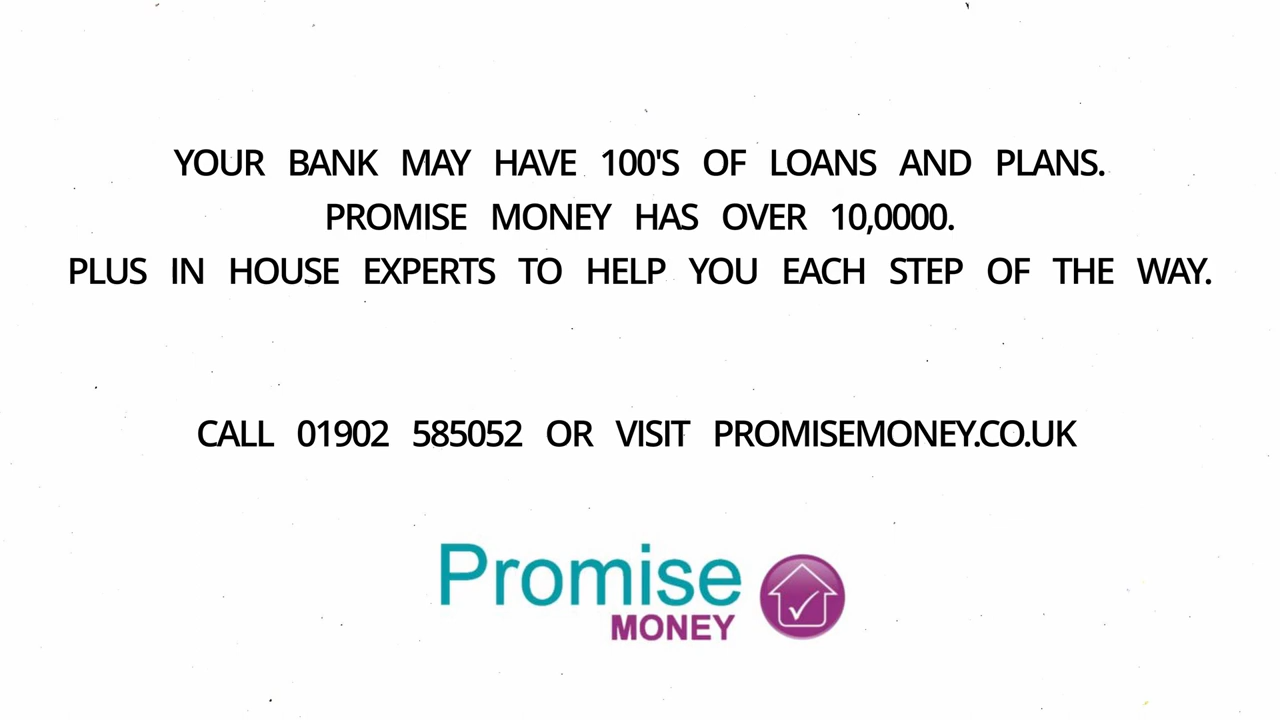 YOUR BANK MAY HAVE 100'S OF LOANS AND PLANS.
PROMISE MONEY HAS OVER 10,0000.
PLUS IN HOUSE EXPERTS TO HELP YOU EACH STEP OF THE WAY.
CALL 01902 585052 OR VISIT PROMISEMONEY.CO.UK
Promise
MONEY